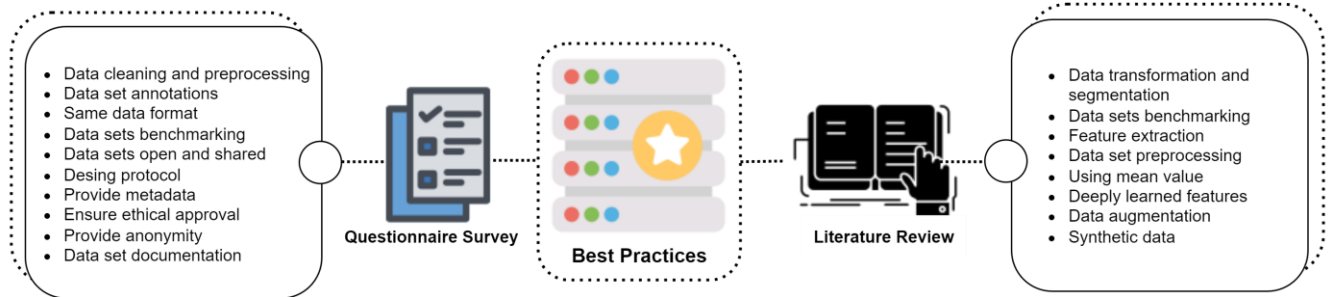 Data cleaning and preprocessing
Data set annotations
Same data format
Data sets benchmarking
Data sets open and shared
Desing protocol
Provide metadata
Ensure ethical approval
Provide anonymity
Data set documentation
Questionnaire Survey
Best Practices
Literature Review
Data transformation and
segmentation
Data sets benchmarking
Feature extraction
Data set preprocessing
Using mean value
Deeply learned features
Data augmentation
Synthetic data